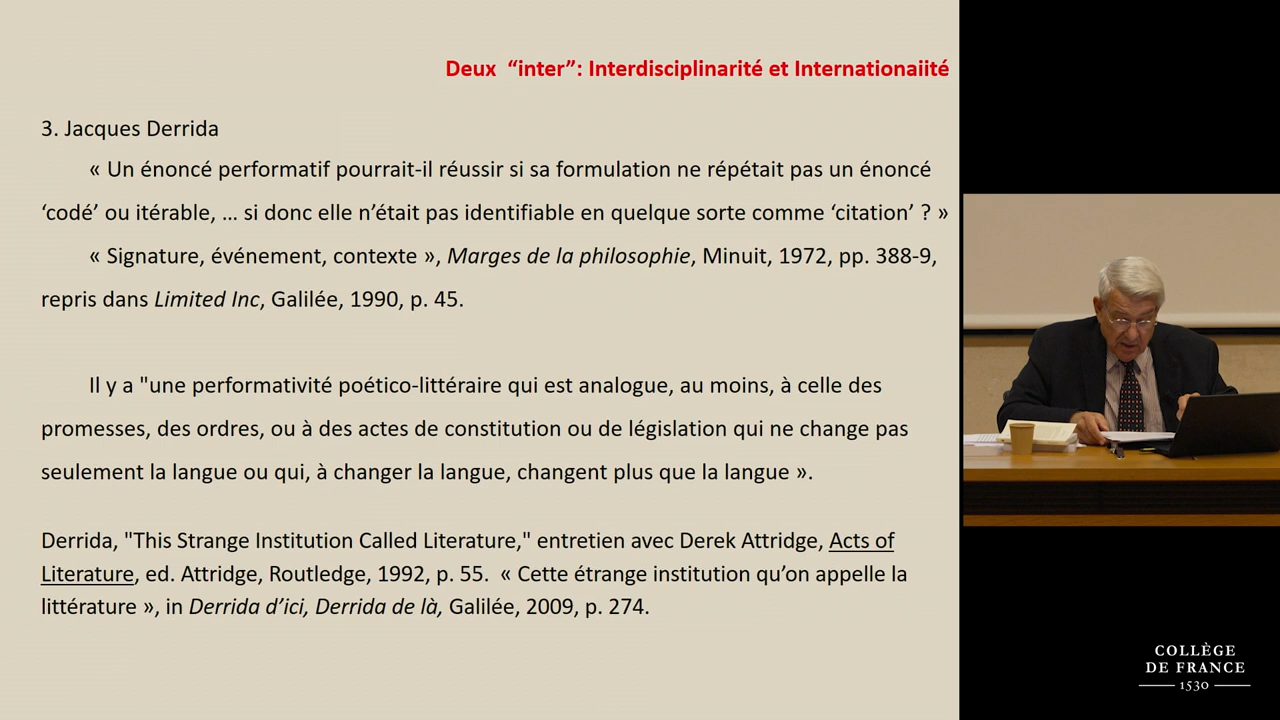 Deux “inter”: Interdisciplinarité et Internationaiité
3. Jacques Derrida
« Un énoncé performatif pourrait-il réussir si sa formulation ne répétait pas un énoncé
‘codé’ ou itérable, … si donc elle n’était pas identifiable en quelque sorte comme ‘citation’ ? »
« Signature, événement, contexte », Marges de la philosophie, Minuit, 1972, pp. 388-9,
repris dans Limited Inc, Galilée, 1990, p. 45.
Il y a "une performativité poético-littéraire qui est analogue, au moins, à celle des
promesses, des ordres, ou à des actes de constitution ou de législation qui ne change pas
seulement la langue ou qui, à changer la langue, changent plus que la langue ».
Derrida, "This Strange Institution Called Literature," entretien avec Derek Attridge, Acts of
Literature, ed. Attridge, Routledge, 1992, p. 55. « Cette étrange institution qu’on appelle la
littérature », in Derrida d’ici, Derrida de là, Galilée, 2009, p. 274.
COLLÈGE
DE FRANCE
1530